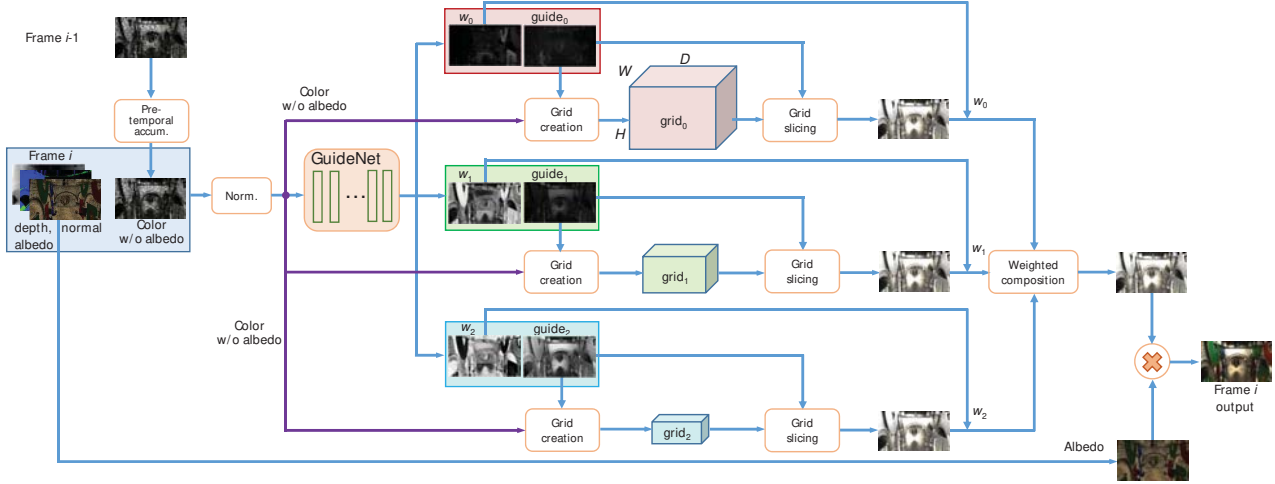 Frame i-1
Pre-
temporal
accum.
Frame i
depth, normal
albedo
Color
w/o albedo
Norm.
Color
w/o albedo
GuideNet
...
Color
w/o albedo
w0 guide0
Grid
creation
W
D
H
grid0
Grid
slicing
w0
w1 guide1
Grid
creation
grid1
Grid
slicing
w1
w2 guide2
Grid
creation
grid2
Grid
slicing
w2
Weighted
composition
Frame i
output
Albedo